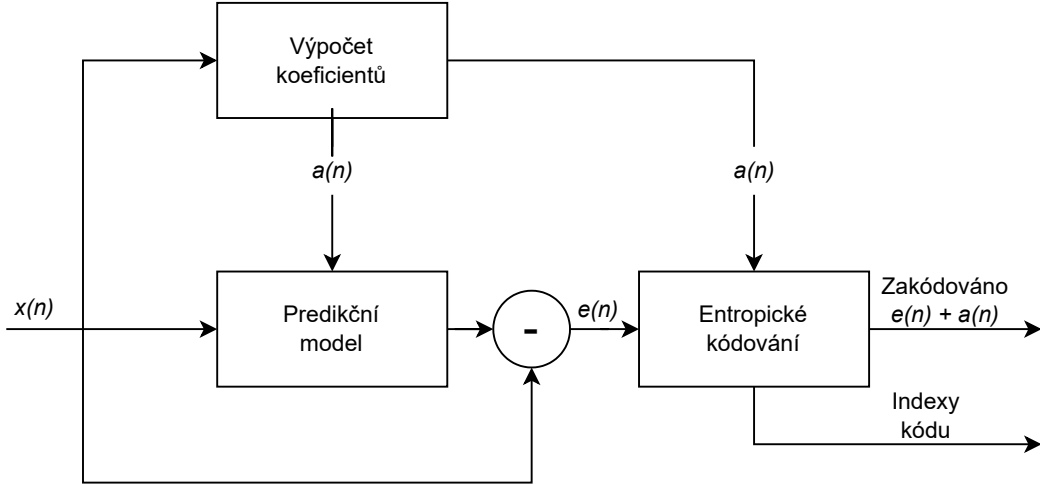 Výpočet
koeficientů
a(n)
a(n)
x(n)
Predikční
model
-
e(n)
Entropické
kódování
Zakódováno
e(n) + a(n)
Indexy
kódu